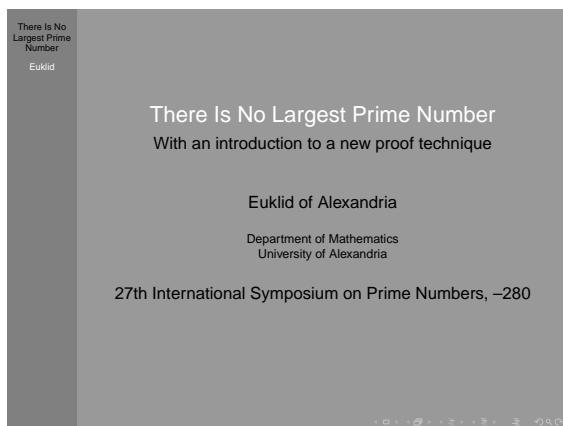 There Is No
Largest Prime
Number
Euklid
There Is No Largest Prime Number
With an introduction to a new proof technique
Euklid of Alexandria
Department of Mathematics
University of Alexandria
27th International Symposium on Prime Numbers, –280